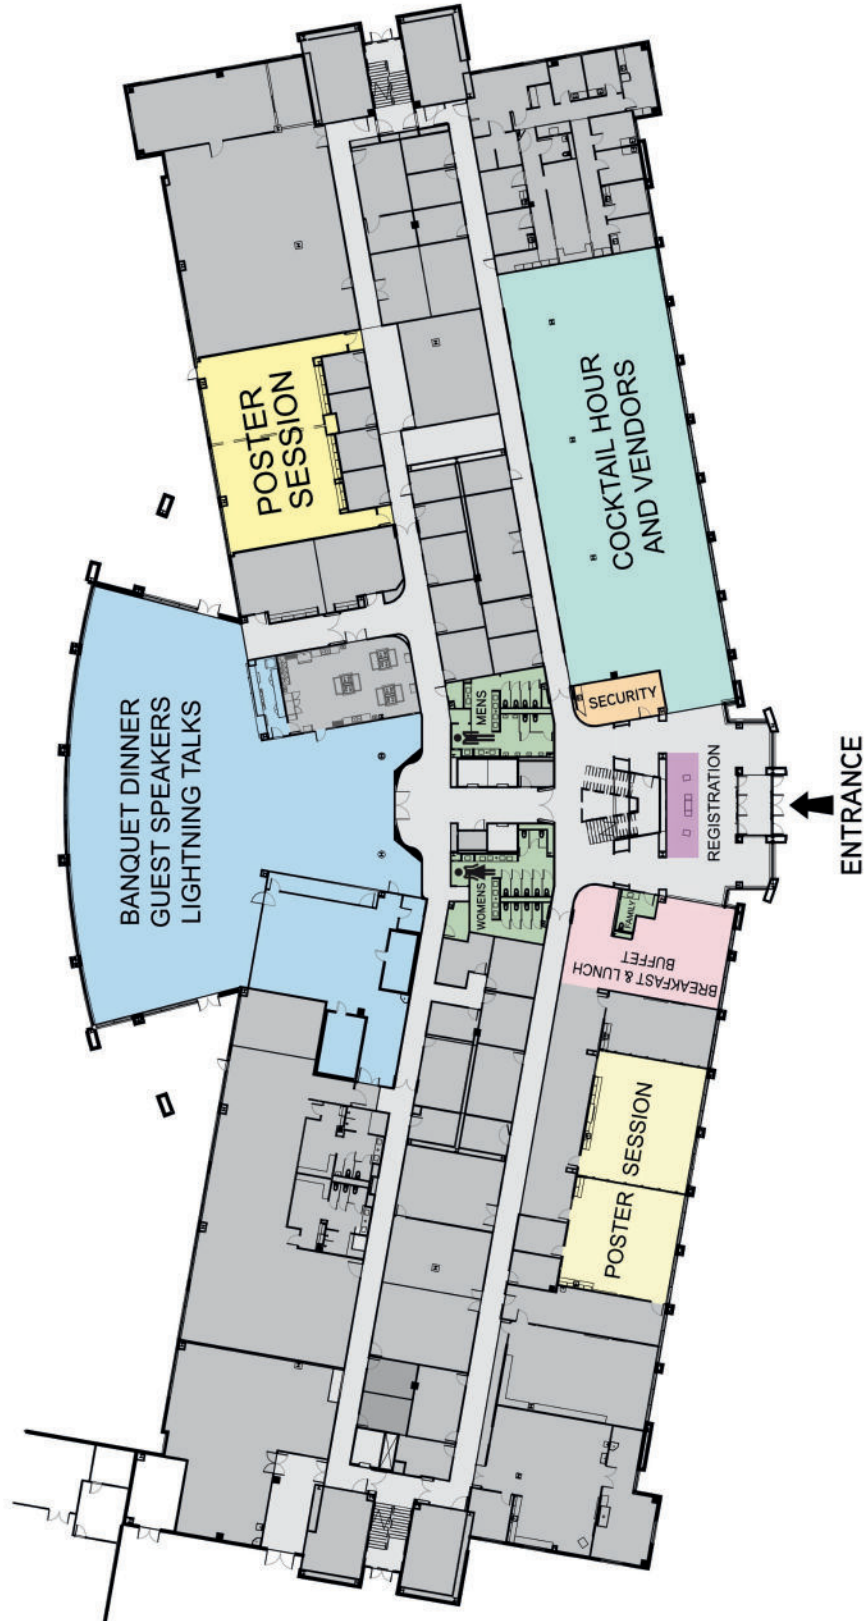 BANQUET DINNER
GUEST SPEAKERS
LIGHTNING TALKS
POSTER
SESSION
COCKTAIL HOUR
AND VENDORS
MENS
WOMENS
SECURITY
REGISTRATION
FAMILY
BREAKFAST & LUNCH
BUFFET
POSTER SESSION
ENTRANCE